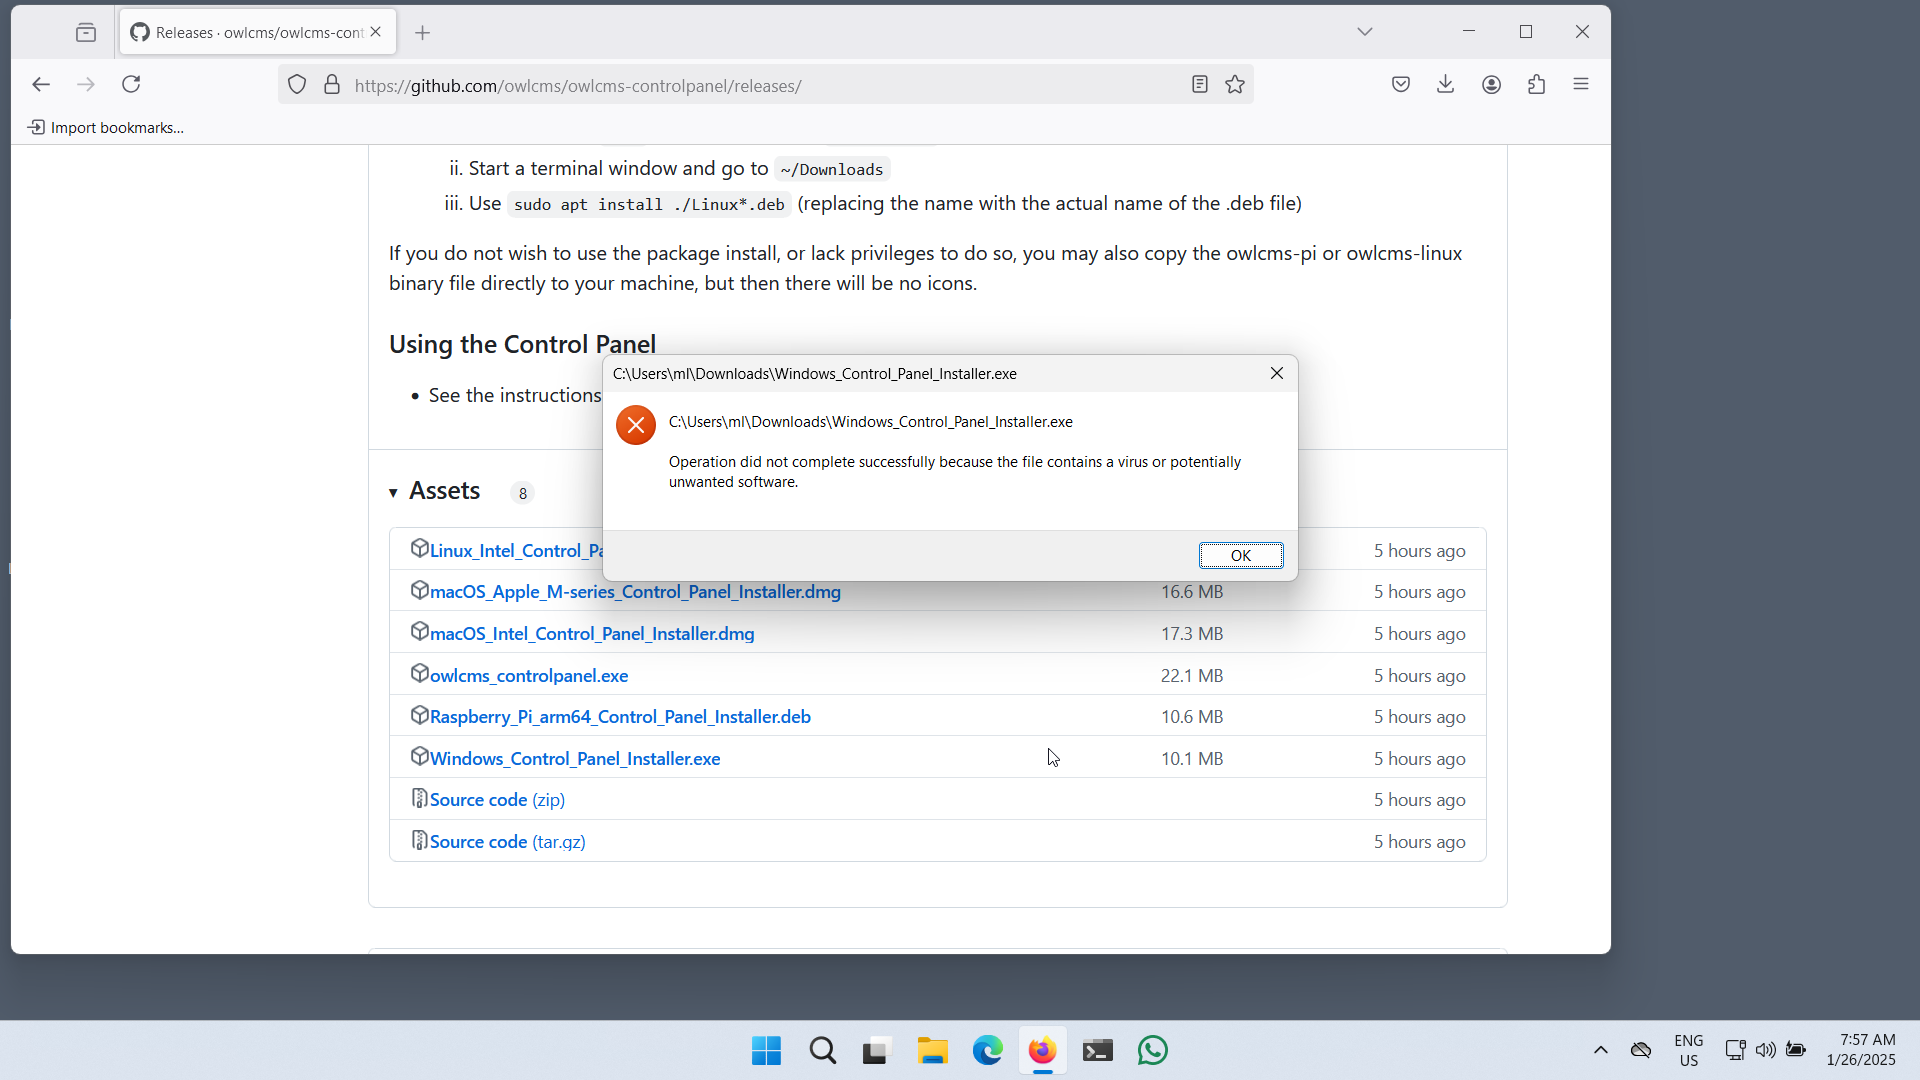 Releases · owlcms/owlcms-cont
https://github.com/owlcms/owlcms-controlpanel/releases/
Import bookmarks...
ii. Start a terminal window and go to ~/Downloads
iii. Use sudo apt install ./Linux*.deb (replacing the name with the actual name of the .deb file)
If you do not wish to use the package install, or lack privileges to do so, you may also copy the owlcms-pi or owlcms-linux
binary file directly to your machine, but then there will be no icons.
Using the Control Panel
• See the instructions
C:\Users\ml\Downloads\Windows_Control_Panel_Installer.exe
C:\Users\ml\Downloads\Windows_Control_Panel_Installer.exe
Operation did not complete successfully because the file contains a virus or potentially
unwanted software.
OK
Assets 8
Linux_Intel_Control_Pa 5 hours ago
macOS_Apple_M-series_Control_Panel_Installer.dmg 16.6 MB 5 hours ago
macOS_Intel_Control_Panel_Installer.dmg 17.3 MB 5 hours ago
owlcms_controlpanel.exe 22.1 MB 5 hours ago
Raspberry_Pi_arm64_Control_Panel_Installer.deb 10.6 MB 5 hours ago
Windows_Control_Panel_Installer.exe 10.1 MB 5 hours ago
Source code (zip) 5 hours ago
Source code (tar.gz) 5 hours ago
ENG
US
7:57 AM
1/26/2025